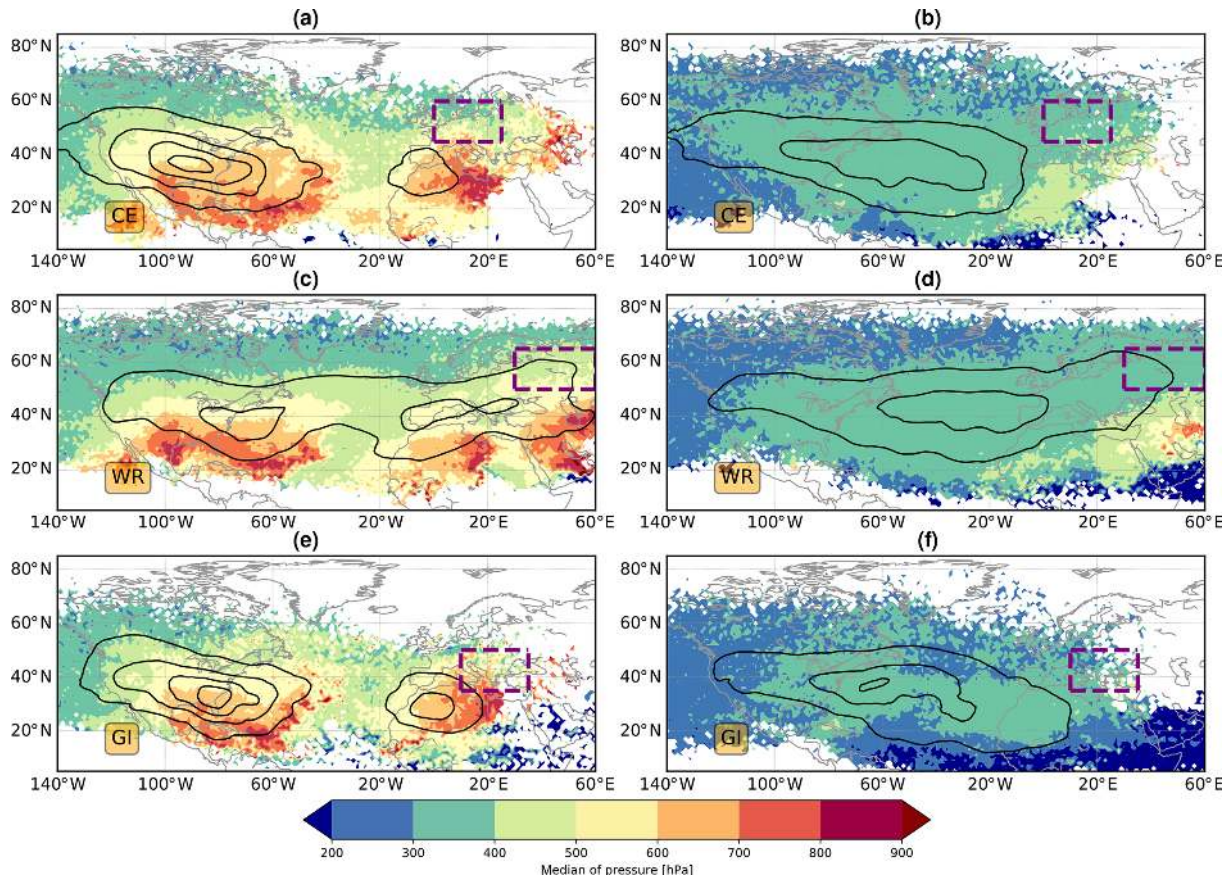 (a) (b)
80°N 80°N
60°N 60°N
40°N 40°N
20°N 20°N
CE CE
140°W 100°W 60°W 20°W 20°E 60°E 140°W 100°W 60°W 20°W 20°E 60°E
(c) (d)
80°N 80°N
60°N 60°N
40°N 40°N
20°N 20°N
WR WR
140°W 100°W 60°W 20°W 20°E 60°E 140°W 100°W 60°W 20°W 20°E 60°E
(e) (f)
80°N 80°N
60°N 60°N
40°N 40°N
20°N 20°N
GI GI
140°W 100°W 60°W 20°W 20°E 60°E 140°W 100°W 60°W 20°W 20°E 60°E
200 300 400 500 600 700 800 900
Median of pressure [hPa]